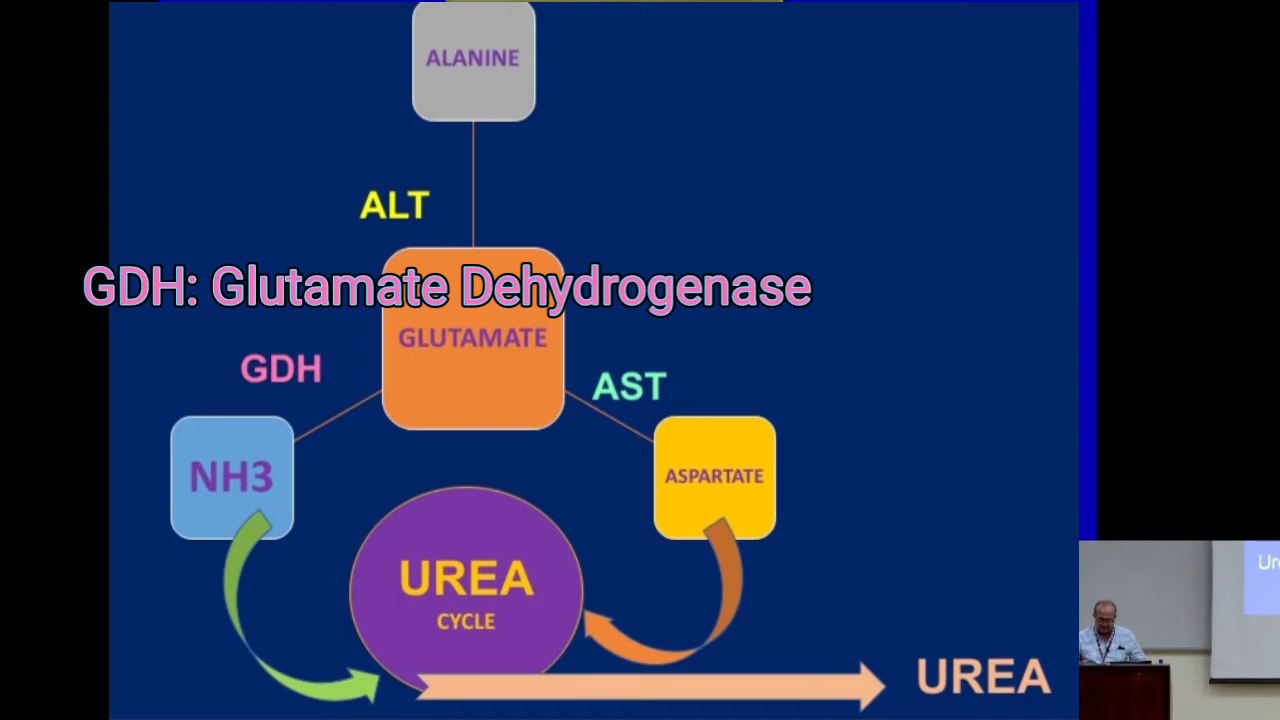 ALANINE
ALT
GDH: Glutamate Dehydrogenase
GLUTAMATE
GDH
AST
NH3
ASPARTATE
UREA
CYCLE
UREA